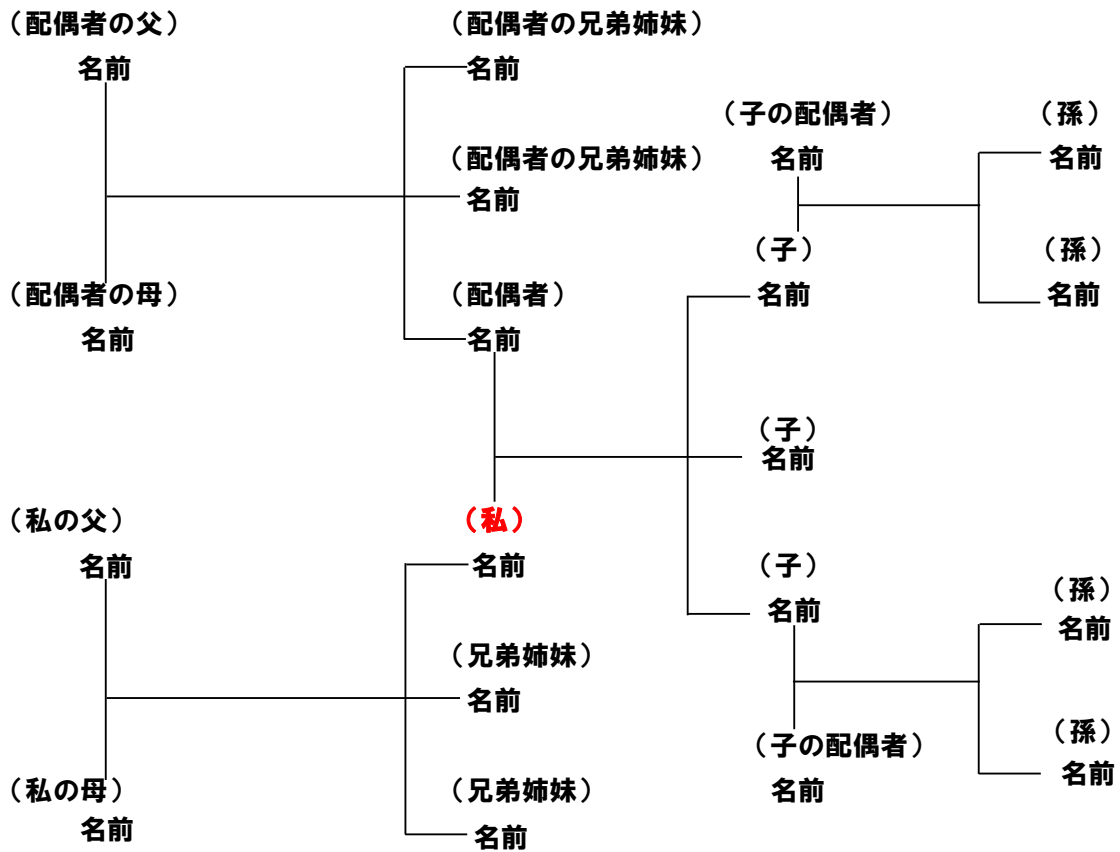 （配偶者の父）
名前
（配偶者の母）
名前
（私の父）
名前
（私の母）
名前
（配偶者の兄弟姉妹）
名前
（配偶者の兄弟姉妹）
名前
（配偶者）
名前
（私）
名前
（兄弟姉妹）
名前
（兄弟姉妹）
名前
（子の配偶者）
名前
（子）
名前
（子）
名前
（子）
名前
（子の配偶者）
名前
（孫）
名前
（孫）
名前
（孫）
名前
（孫）
名前